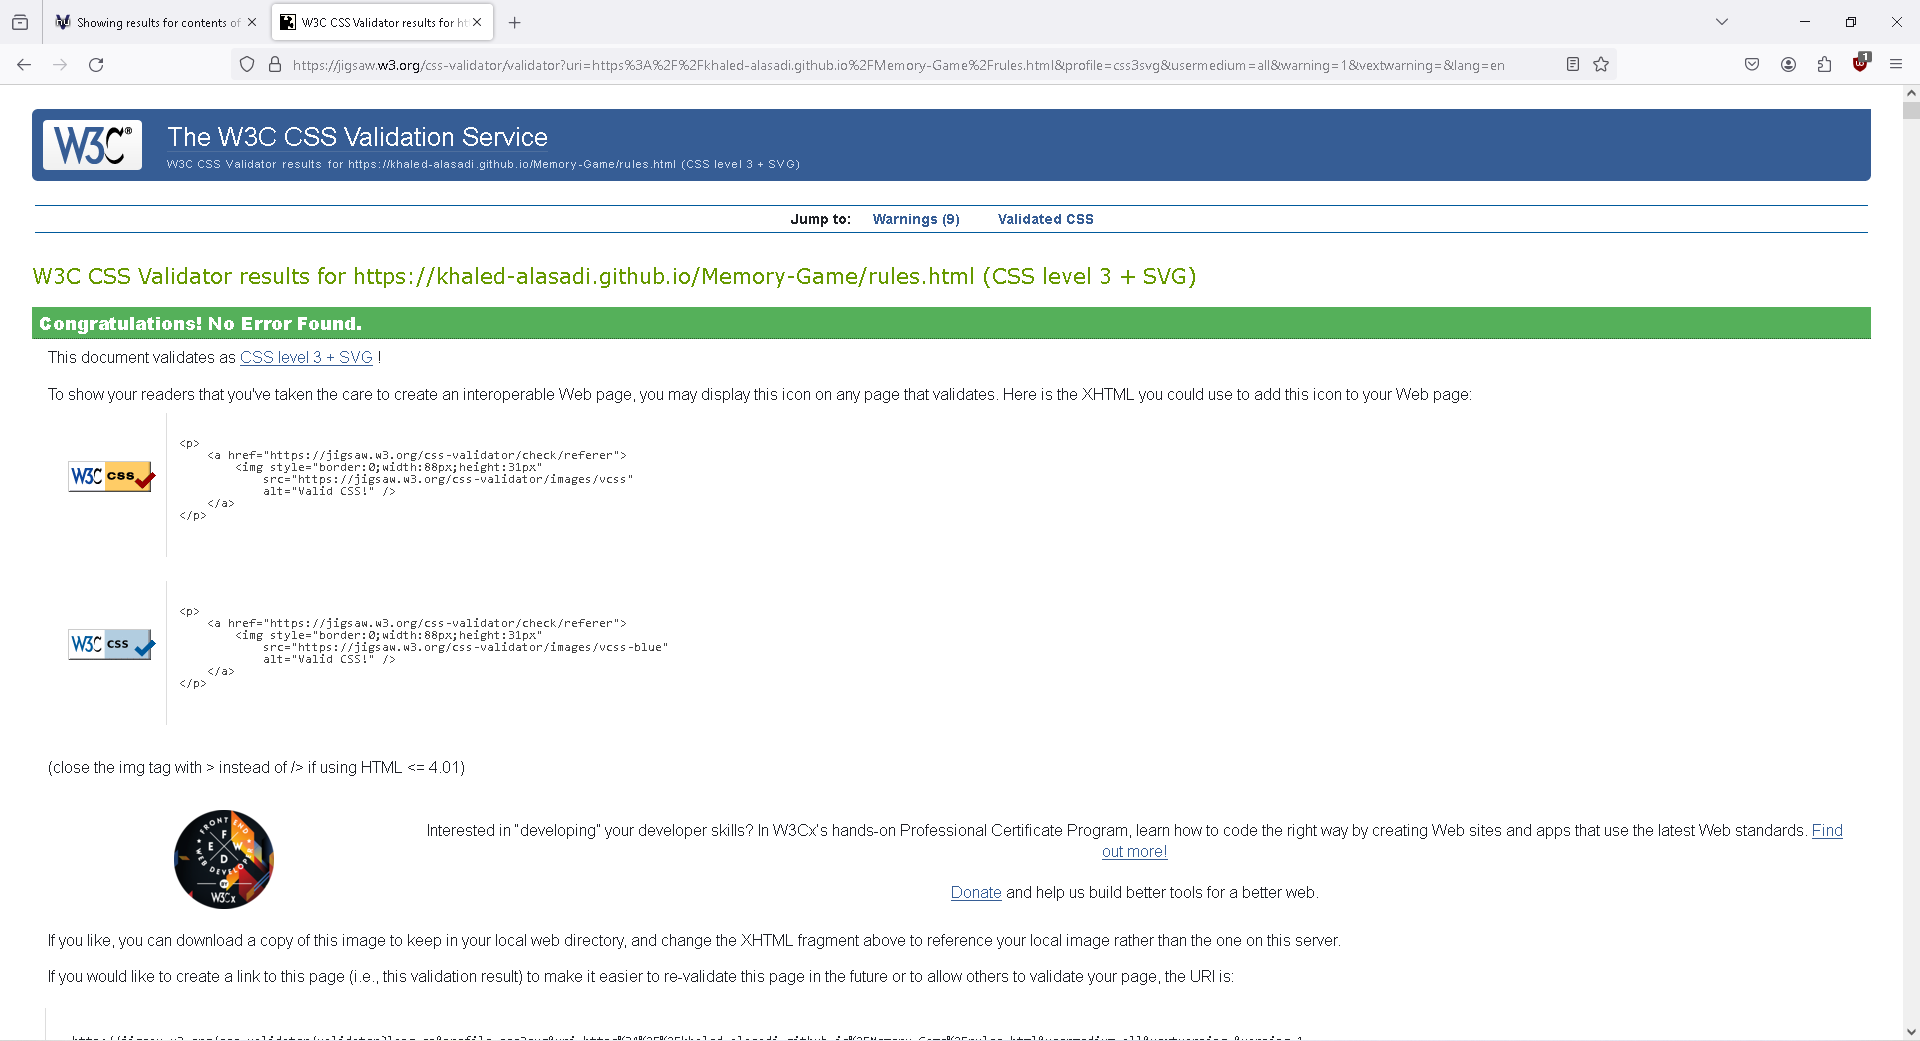 Showing results for contents of
W3C CSS Validator results for ht
https://jigsaw.w3.org/css-validator/validator?uri=https%3A%2F%2Fkhaled-alasadi.github.io%2FMemory-Game%2Frules.html&profile=css3svg&usermedium=all&warning=1&vextwarning=&lang=en
1
W3C®
The W3C CSS Validation Service
W3C CSS Validator results for https://khaled-alasadi.github.io/Memory-Game/rules.html (CSS level 3 + SVG)
Jump to: Warnings (9) Validated CSS
W3C CSS Validator results for https://khaled-alasadi.github.io/Memory-Game/rules.html (CSS level 3 + SVG)
Congratulations! No Error Found.
This document validates as CSS level 3 + SVG !
To show your readers that you've taken the care to create an interoperable Web page, you may display this icon on any page that validates. Here is the XHTML you could use to add this icon to your Web page:
W3C css
<p>
<a href="https://jigsaw.w3.org/css-validator/check/referer">
<img style="border:0;width:88px;height:31px"
src="https://jigsaw.w3.org/css-validator/images/vcss"
alt="Valid CSS!" />
</a>
</p>
W3C css
<p>
<a href="https://jigsaw.w3.org/css-validator/check/referer">
<img style="border:0;width:88px;height:31px"
src="https://jigsaw.w3.org/css-validator/images/vcss-blue"
alt="Valid CSS!" />
</a>
</p>
(close the img tag with > instead of /> if using HTML <= 4.01)
FRONT END
F E W D
WEB DEVELOPER
BY
W3Cx
Interested in "developing" your developer skills? In W3Cx's hands-on Professional Certificate Program, learn how to code the right way by creating Web sites and apps that use the latest Web standards. Find
out more!
Donate and help us build better tools for a better web.
If you like, you can download a copy of this image to keep in your local web directory, and change the XHTML fragment above to reference your local image rather than the one on this server.
If you would like to create a link to this page (i.e., this validation result) to make it easier to re-validate this page in the future or to allow others to validate your page, the URI is: